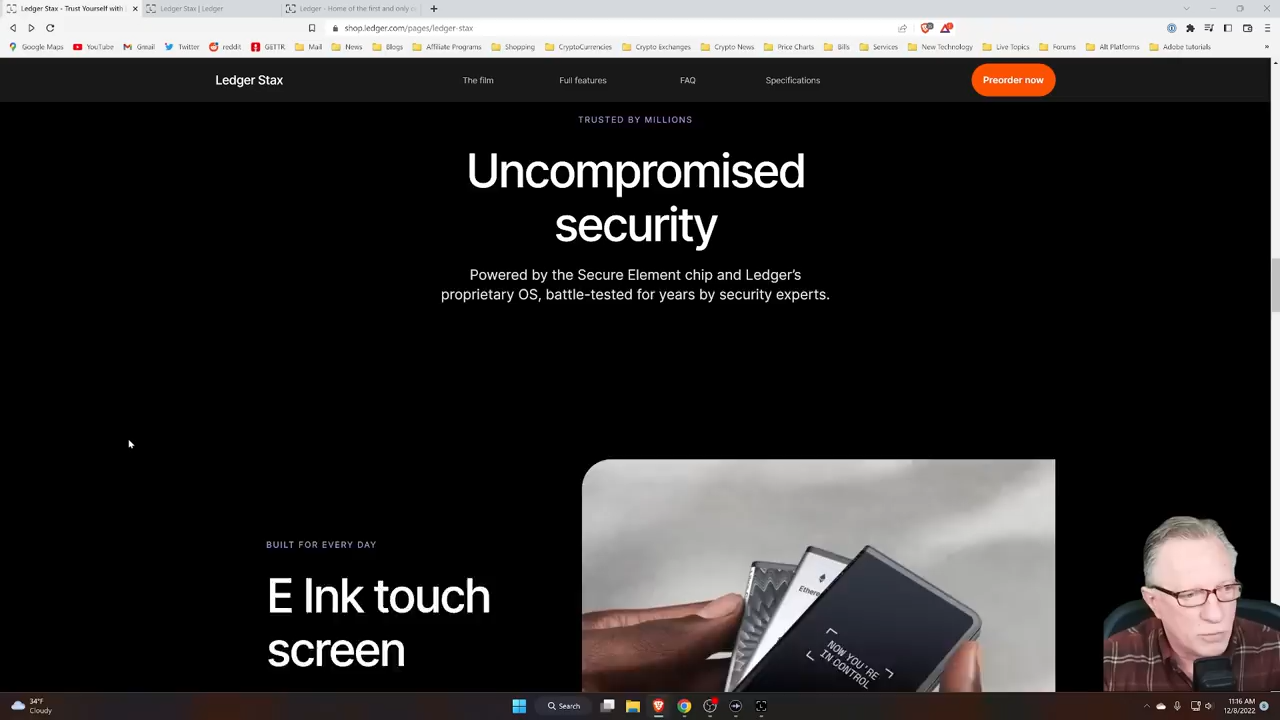 Ledger Stax - Trust Yourself with
Ledger Stax | Ledger
Ledger - Home of the first and only c
shop.ledger.com/pages/ledger-stax
Google Maps
YouTube
Gmail
Twitter
reddit
GETTR
Mail
News
Blogs
Affiliate Programs
Shopping
CryptoCurrencies
Crypto Exchanges
Crypto News
Price Charts
Bills
Services
New Technology
Live Topics
Forums
Alt Platforms
Adobe tutorials
Ledger Stax
The film
Full features
FAQ
Specifications
Preorder now
TRUSTED BY MILLIONS
Uncompromised
security
Powered by the Secure Element chip and Ledger's
proprietary OS, battle-tested for years by security experts.
BUILT FOR EVERY DAY
E Ink touch
screen
Ethere
NOW YOU'RE
IN CONTROL
34°F
Cloudy
Search
11:16 AM
12/8/2022